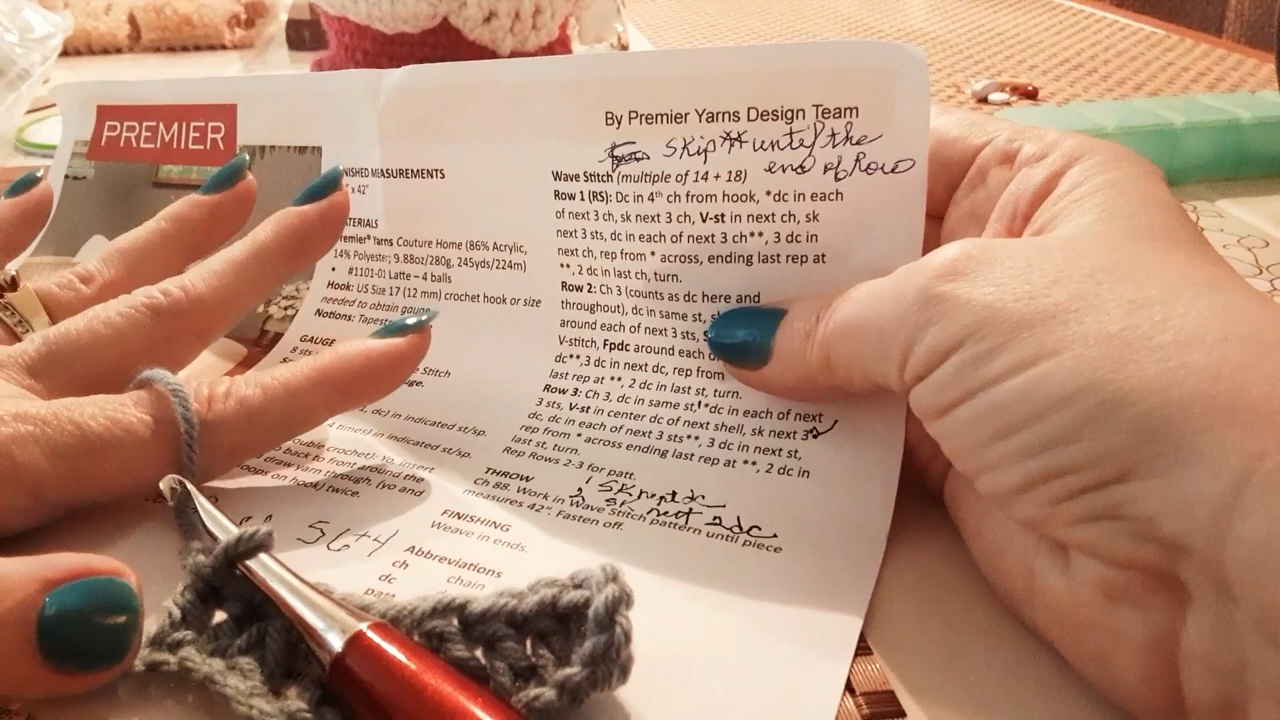 PREMIER
By Premier Yarns Design Team
Skip ** until the
end of Row
Wave Stitch (multiple of 14 + 18)
Row 1 (RS): Dc in 4th ch from hook, *dc in each
of next 3 ch, sk next 3 ch, V-st in next ch, sk
next 3 sts, dc in each of next 3 ch**, 3 dc in
next ch, rep from * across, ending last rep at
**, 2 dc in last ch, turn.
Row 2: Ch 3 (counts as dc here and
throughout), dc in same st,
around each of next 3 sts,
V-stitch, Fpdc around each
dc**,3 dc in next dc, rep from
last rep at **, 2 dc in last st, turn.
Row 3: Ch 3, dc in same st, *dc in each of next
3 sts, V-st in center dc of next shell, sk next 3
dc, dc in each of next 3 sts**, 3 dc in next st,
rep from * across ending last rep at **, 2 dc in
last st, turn.
Rep Rows 2-3 for patt.
1 SK next dc
2 sk next 2dc
THROW
Ch 88. Work in Wave Stitch pattern until piece
measures 42". Fasten off.
FINISHING
Weave in ends.
Abbreviations
ch chain
dc
NISHED MEASUREMENTS
" x 42"
ATERIALS
Premier® Yarns Couture Home (86% Acrylic,
14% Polyester; 9.88oz/280g, 245yds/224m)
• #1101-01 Latte – 4 balls
Hook: US Size 17 (12 mm) crochet hook or size
needed to obtain gauge
Notions:
GAUGE
8 sts
Stitch
dc) in indicated st/sp.
4 times) in indicated st/sp.
ouble crochet): Yo, insert
back to front around the
draw yarn through, (yo and
oops on hook) twice.
56+4